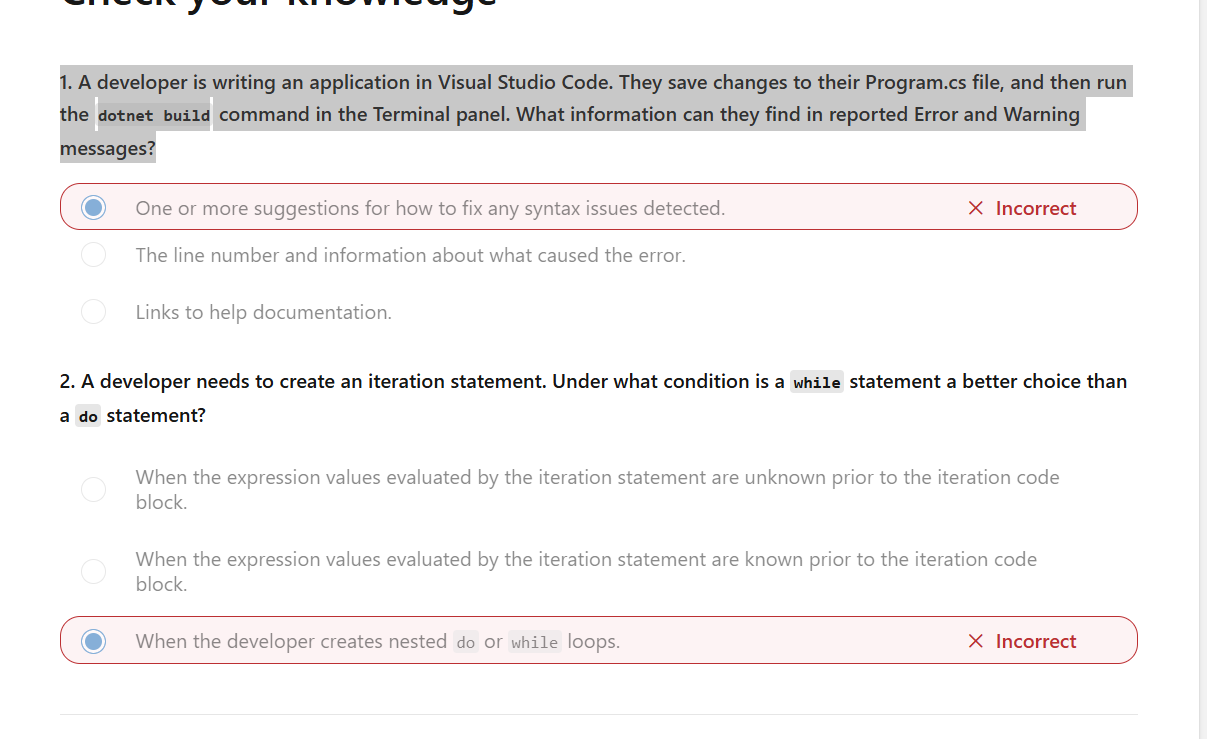 Check your knowledge
1. A developer is writing an application in Visual Studio Code. They save changes to their Program.cs file, and then run
the dotnet build command in the Terminal panel. What information can they find in reported Error and Warning
messages?
One or more suggestions for how to fix any syntax issues detected.
Incorrect
The line number and information about what caused the error.
Links to help documentation.
2. A developer needs to create an iteration statement. Under what condition is a while statement a better choice than
a do statement?
When the expression values evaluated by the iteration statement are unknown prior to the iteration code
block.
When the expression values evaluated by the iteration statement are known prior to the iteration code
block.
When the developer creates nested do or while loops.
Incorrect